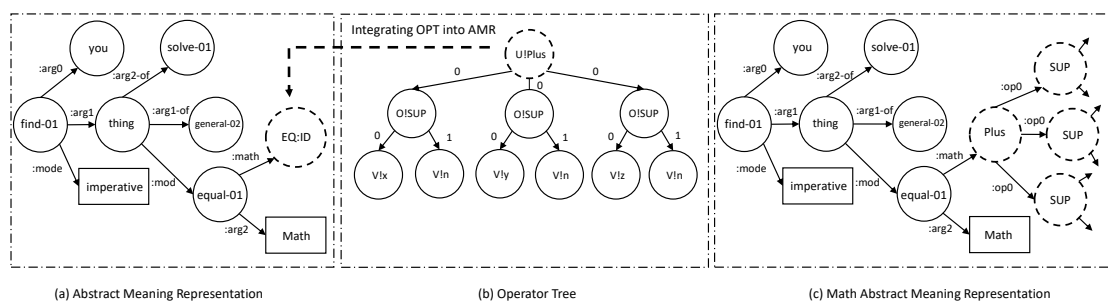 you
solve-01
:arg0
:arg2-of
find-01
:arg1
thing
:arg1-of
general-02
EQ:ID
:mode
imperative
:mod
:math
equal-01
:arg2
Math
(a) Abstract Meaning Representation
Integrating OPT into AMR
U!Plus
0
0
0
O!SUP
O!SUP
O!SUP
0
1
0
1
0
1
V!x
V!n
V!y
V!n
V!z
V!n
(b) Operator Tree
you
solve-01
SUP
:arg0
:arg2-of
:op0
find-01
:arg1
thing
:arg1-of
general-02
Plus
:op0
SUP
:mode
imperative
:mod
:math
:op0
equal-01
SUP
:arg2
Math
(c) Math Abstract Meaning Representation